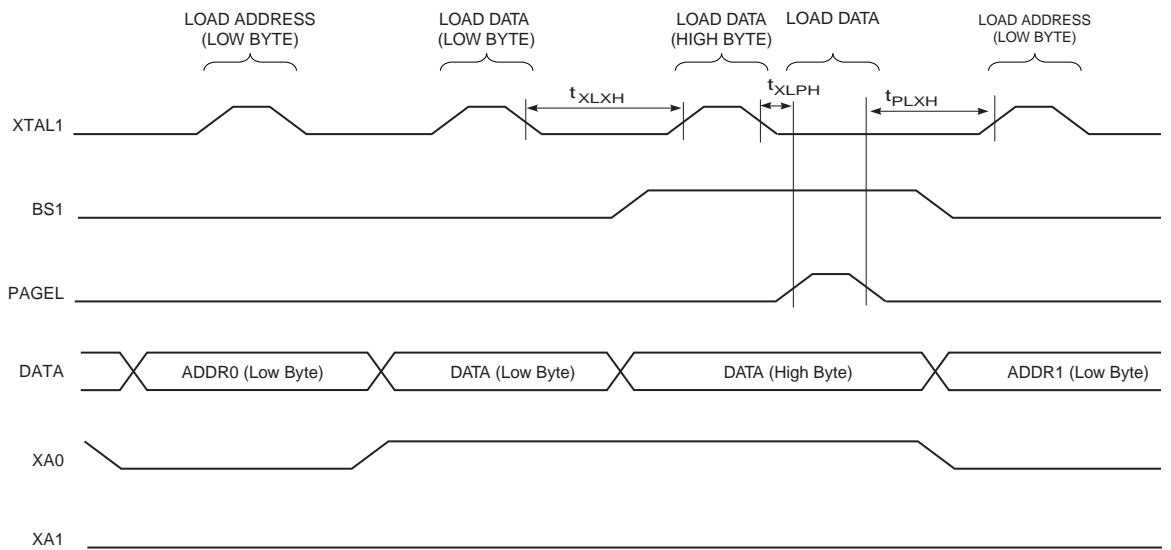 LOAD ADDRESS
(LOW BYTE)
LOAD DATA
(LOW BYTE)
LOAD DATA
(HIGH BYTE)
LOAD DATA
LOAD ADDRESS
(LOW BYTE)
XTAL1
tXLXH
tXLPH
tPLXH
BS1
PAGEL
DATA
ADDR0 (Low Byte)
DATA (Low Byte)
DATA (High Byte)
ADDR1 (Low Byte)
XA0
XA1